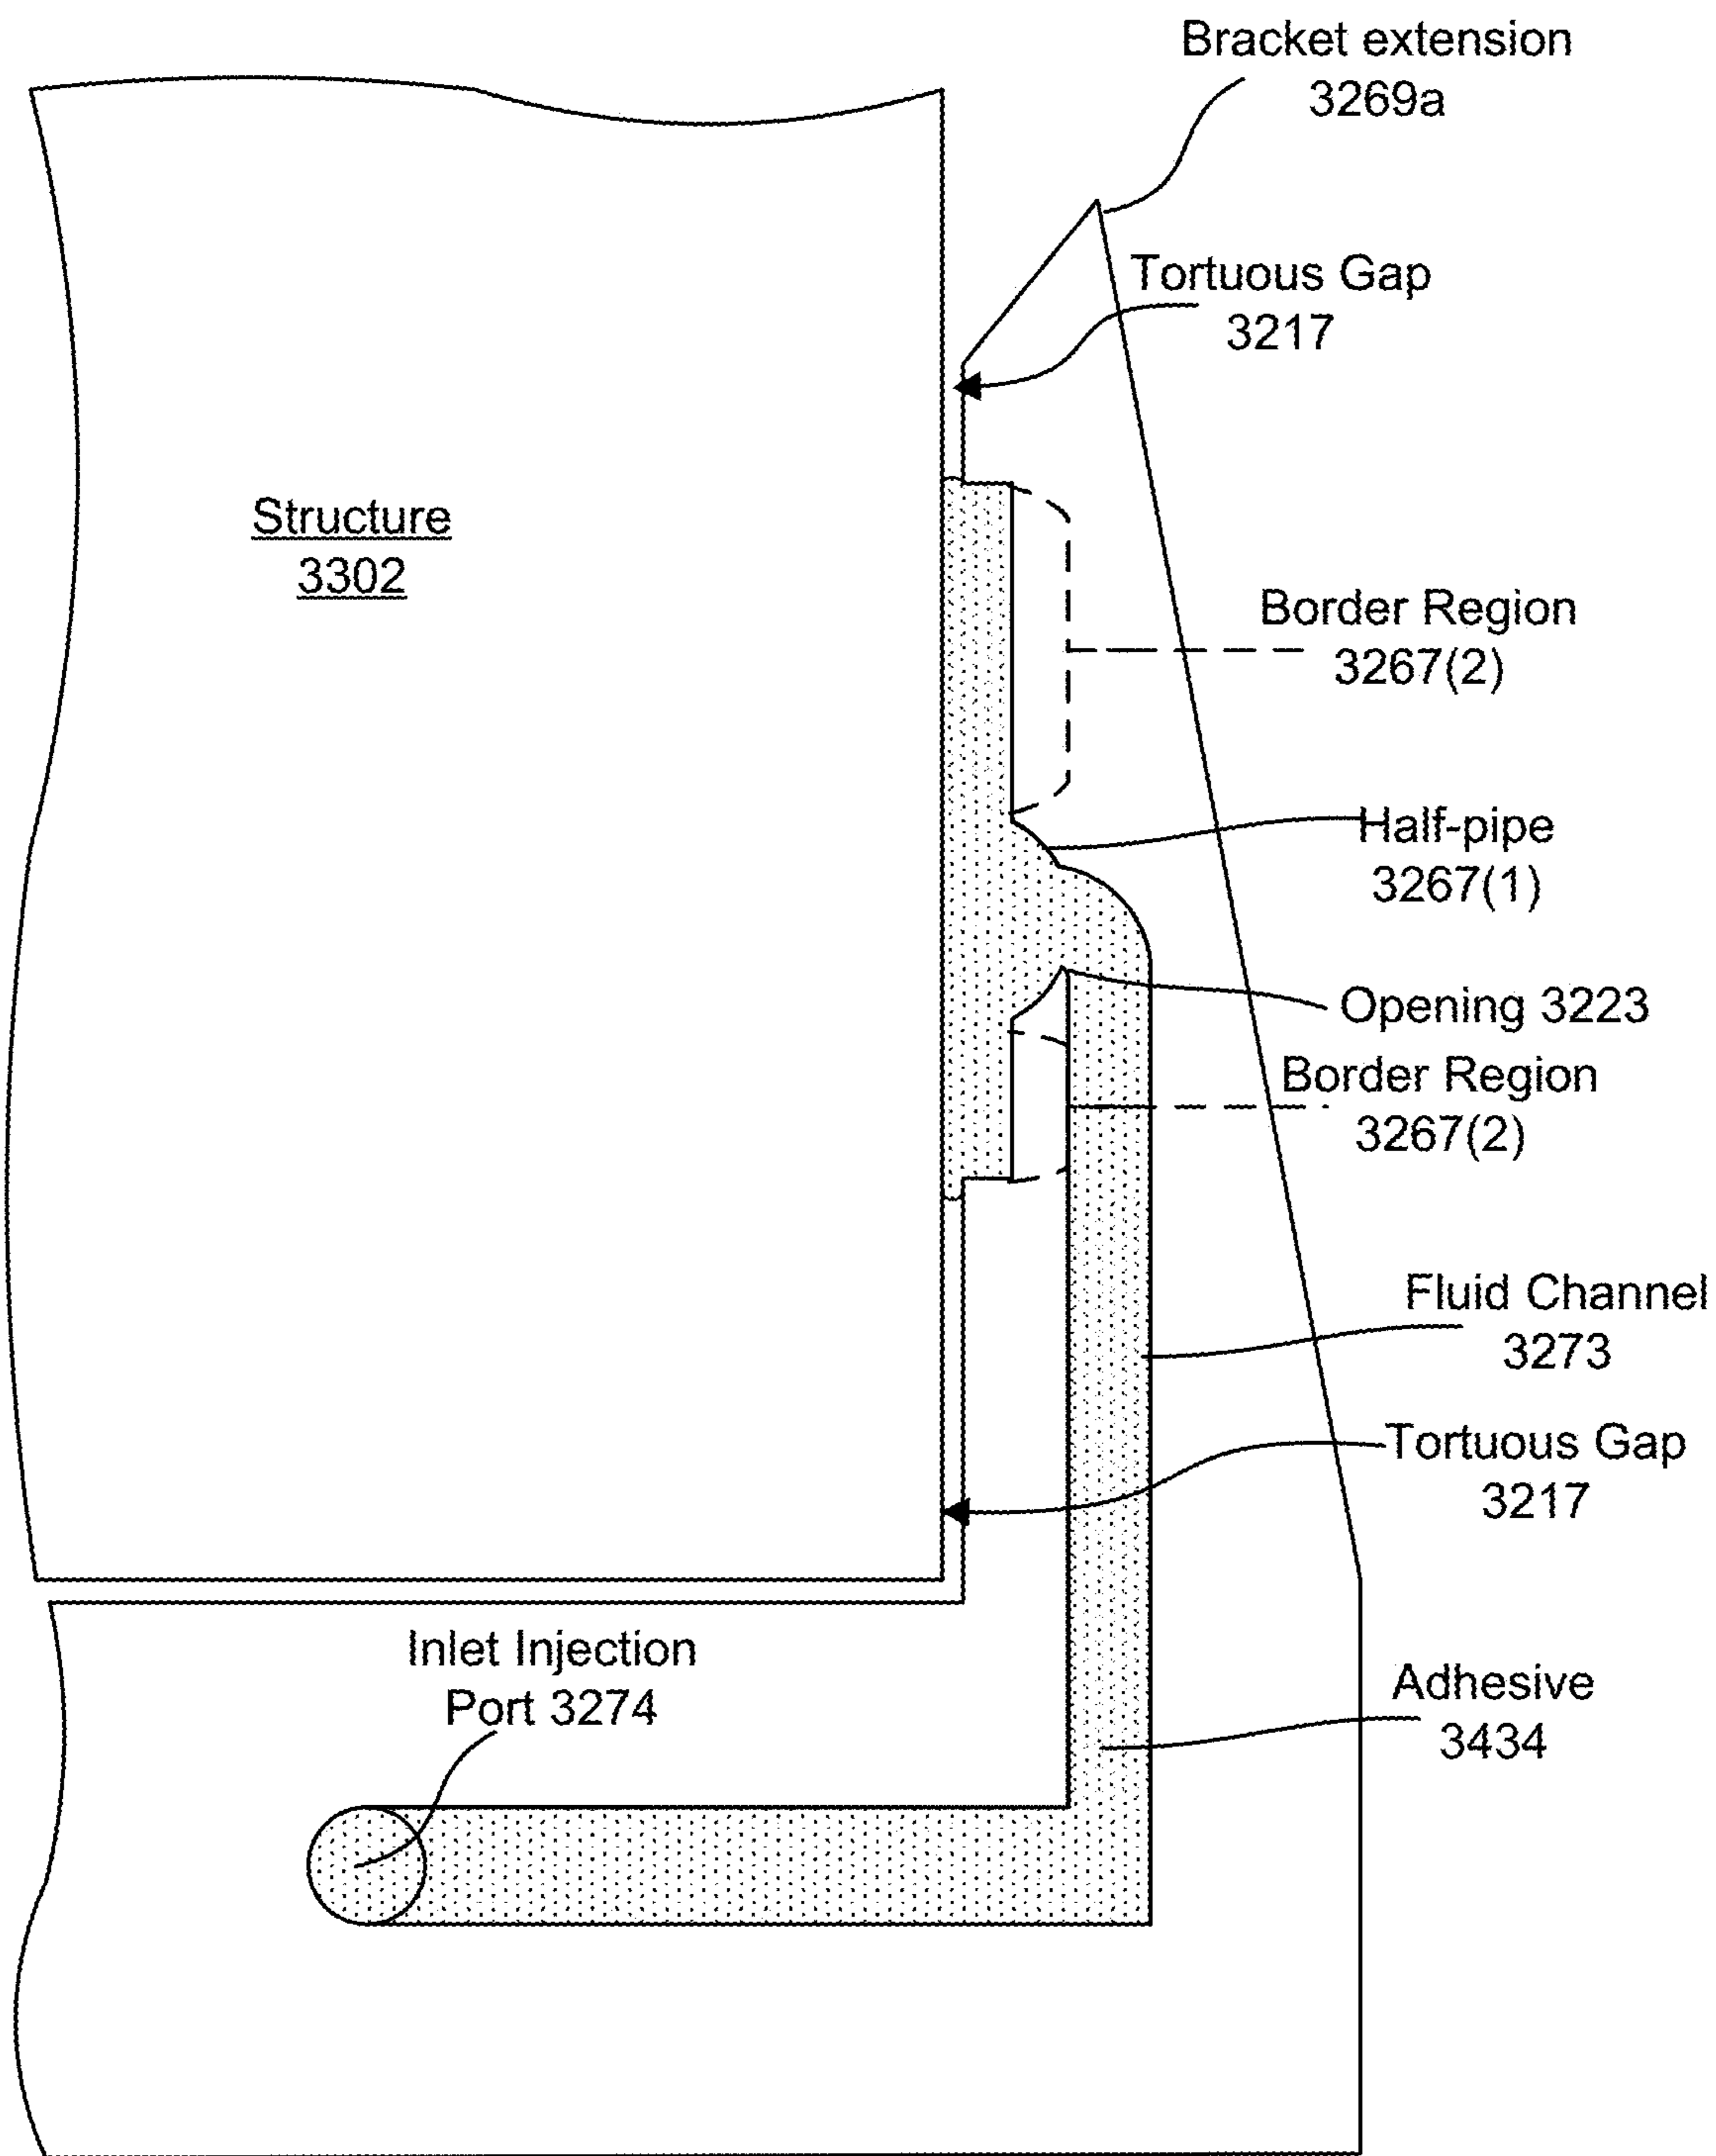 Bracket extension
3269a
Tortuous Gap
3217
Structure
3302
Border Region
3267(2)
Half-pipe
3267(1)
Opening 3223
Border Region
3267(2)
Fluid Channel
3273
Tortuous Gap
3217
Inlet Injection
Port 3274
Adhesive
3434